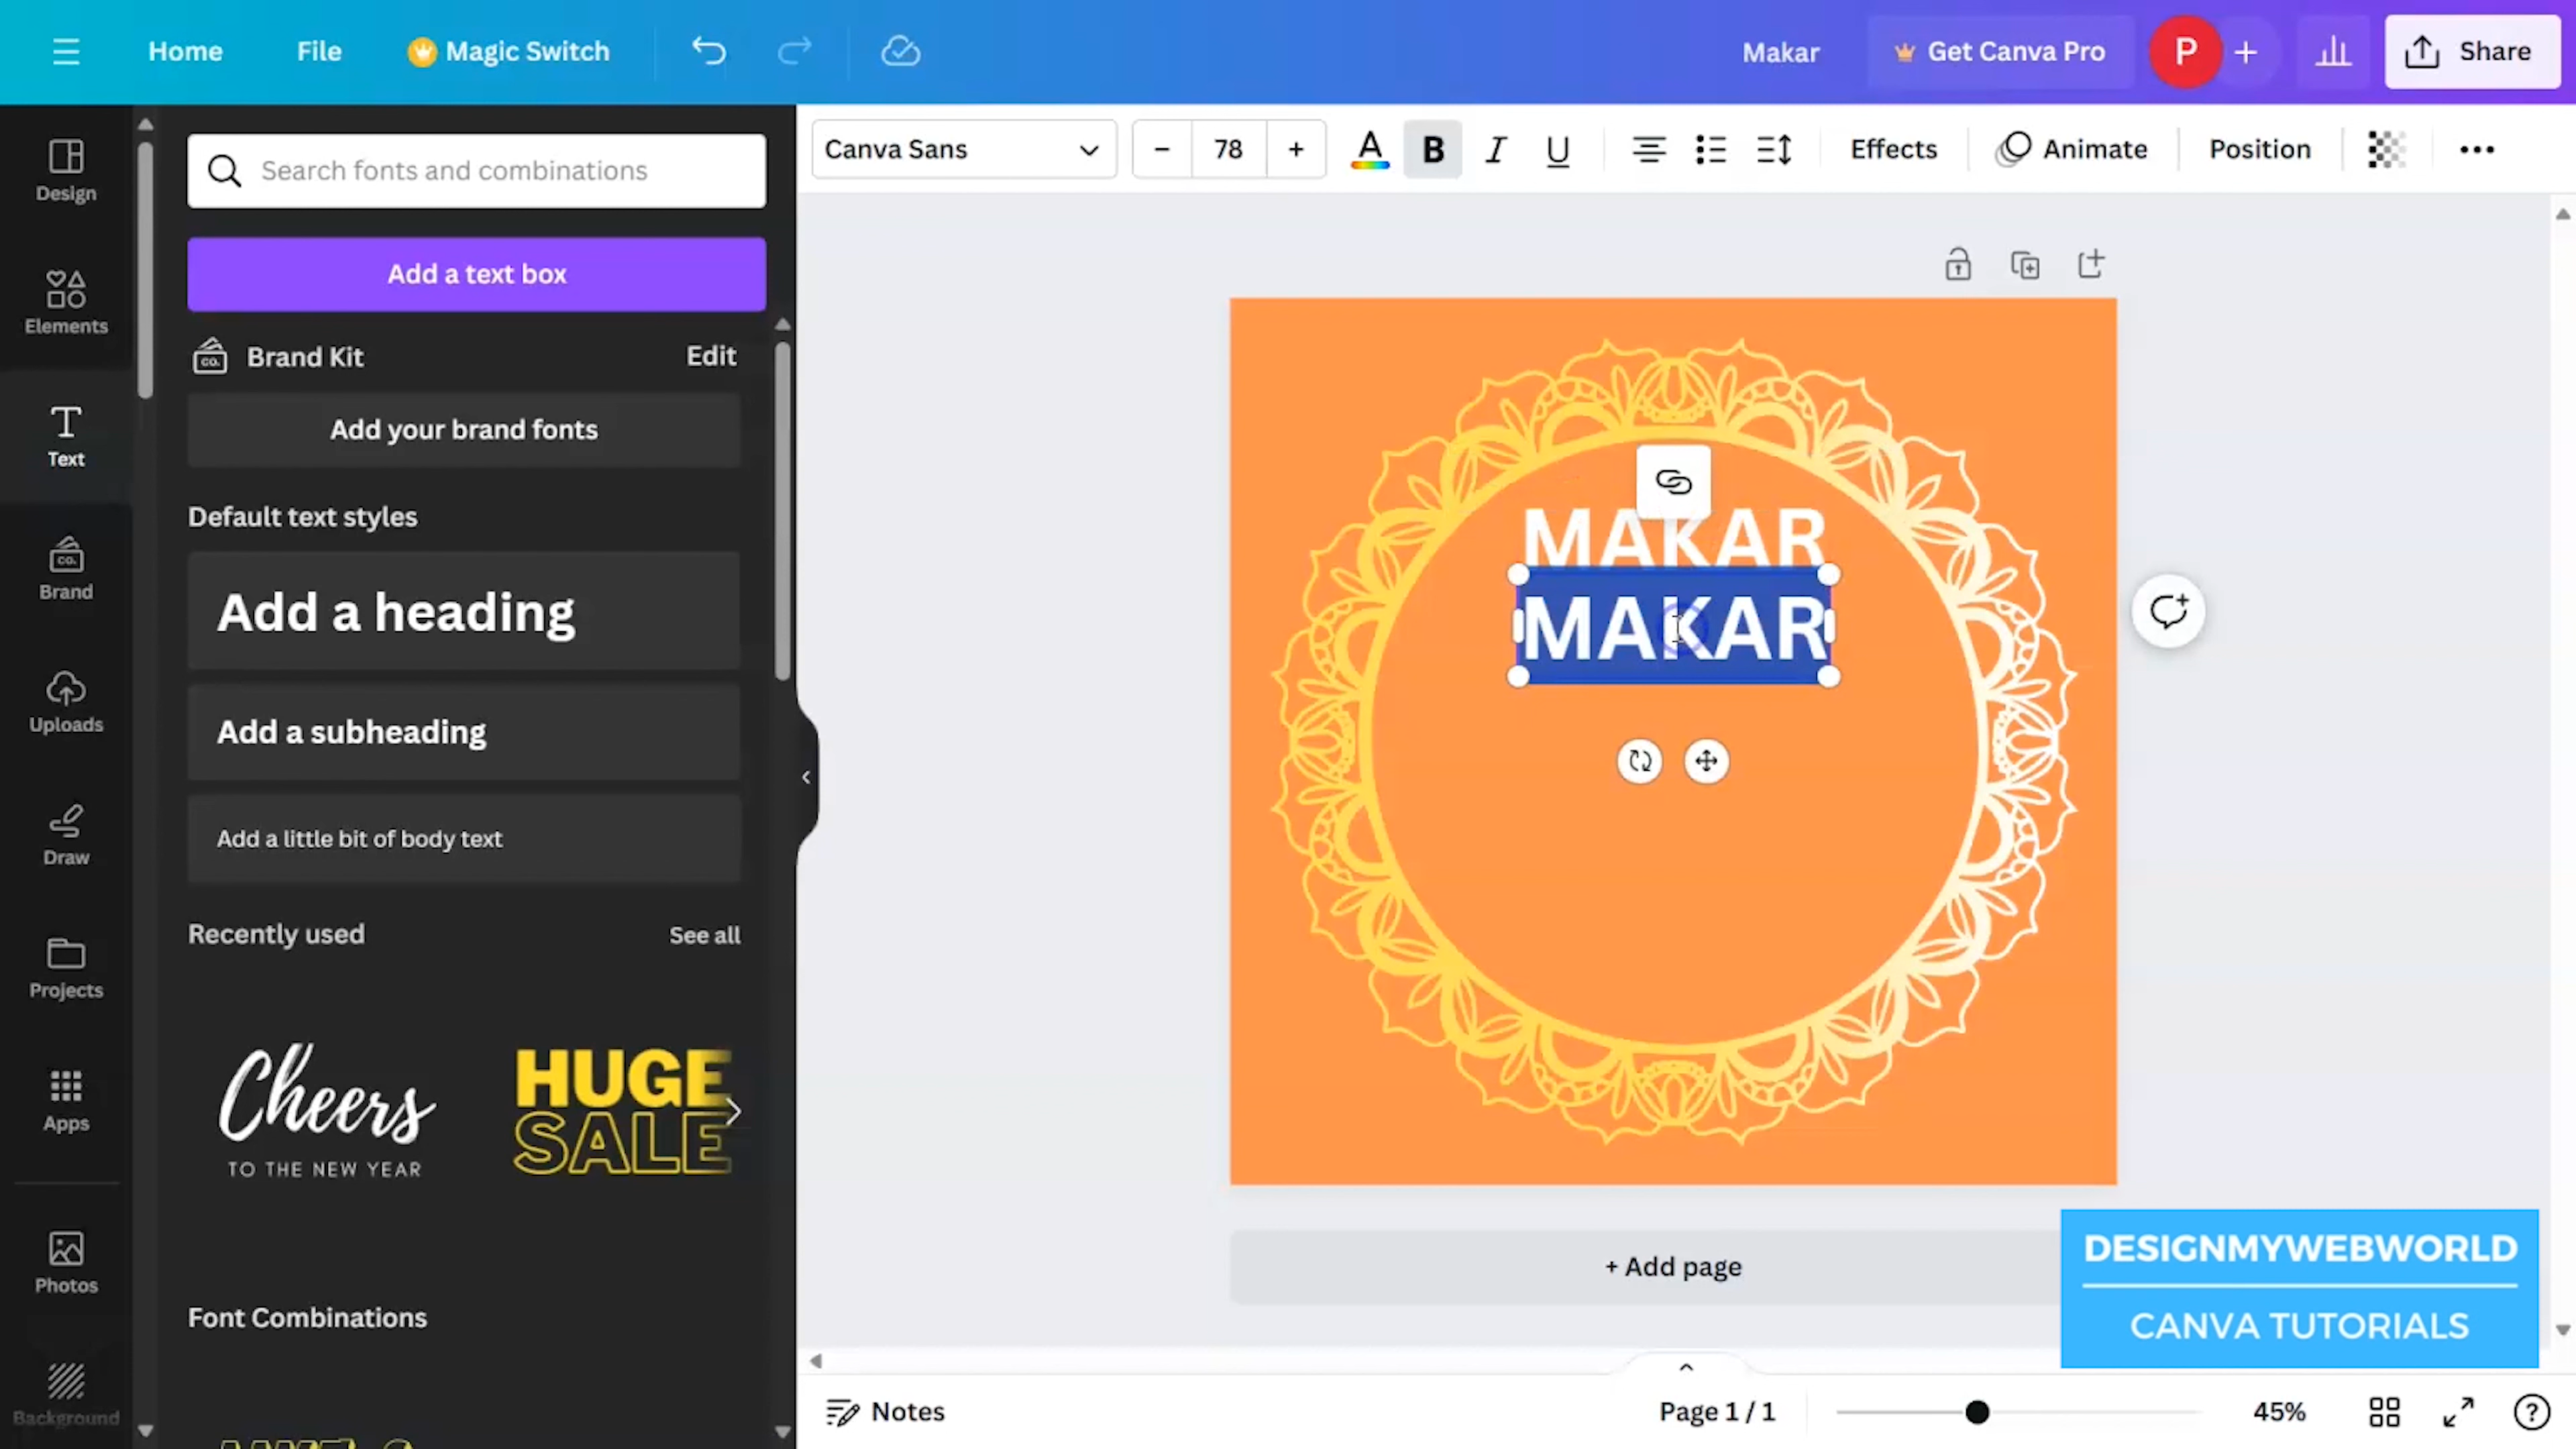 Home File Magic Switch Makar Get Canva Pro P Share
Design
Elements
Text
Brand
Uploads
Draw
Projects
Apps
Photos
Background
Search fonts and combinations
Add a text box
CO. Brand Kit Edit
Add your brand fonts
Default text styles
Add a heading
Add a subheading
Add a little bit of body text
Recently used See all
Cheers
TO THE NEW YEAR
HUGE
SALE
Font Combinations
Canva Sans - 78 + A B I U Effects Animate Position
MAKAR
MAKAR
+ Add page
DESIGNMYWEBWORLD
CANVA TUTORIALS
Notes Page 1 / 1 45%